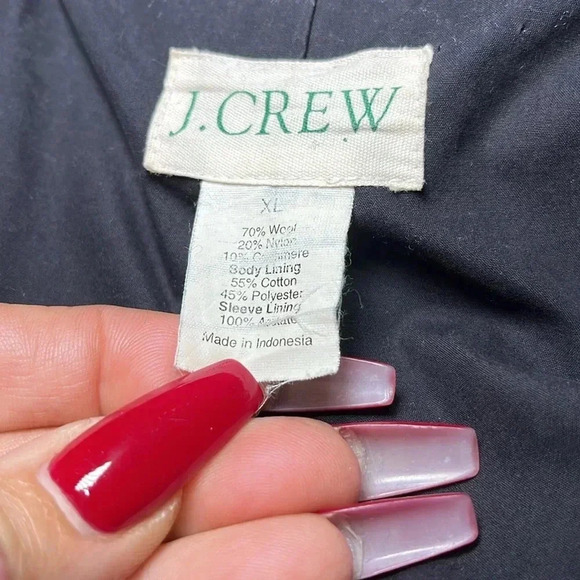 J.CREW
XL
70% Wool
20% Nylon
10% Cashmere
Body Lining
55% Cotton
45% Polyester
Sleeve Lining
100% Acetate
Made in Indonesia